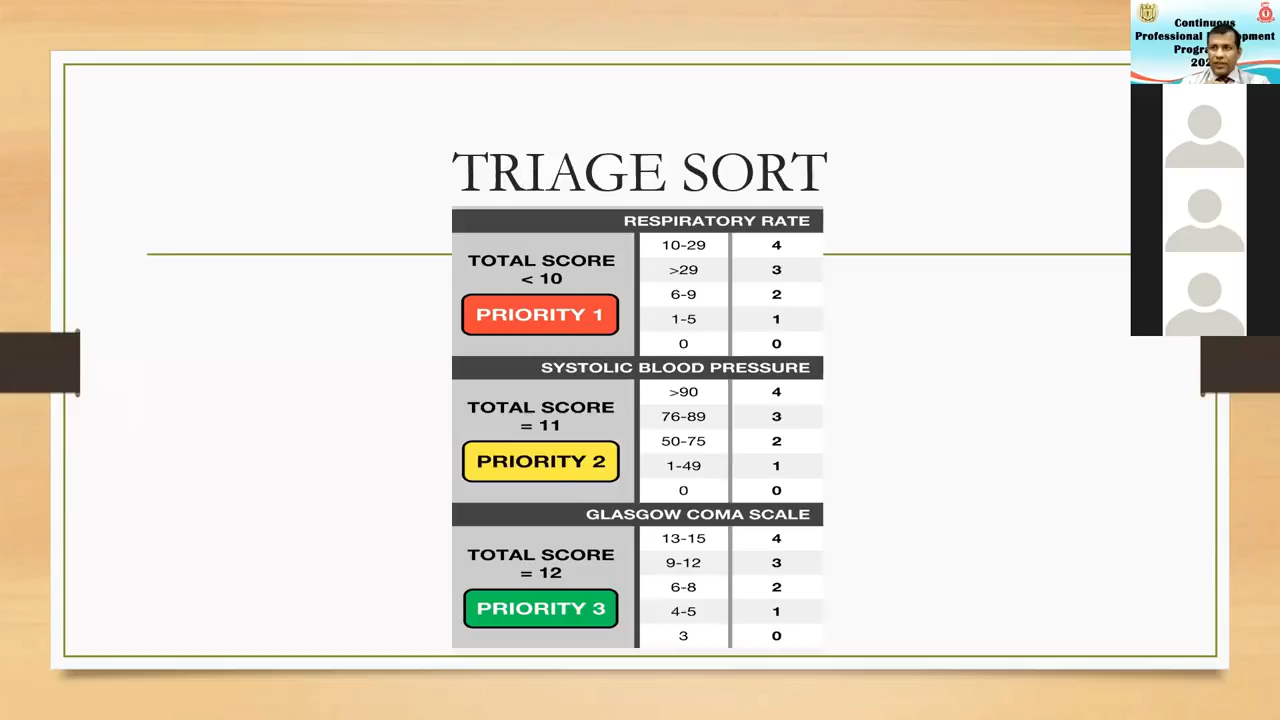 Continuous
Professional
Progra
202
TRIAGE SORT
RESPIRATORY RATE
TOTAL SCORE
< 10
PRIORITY 1
10-29 4
>29 3
6-9 2
1-5 1
0 0
SYSTOLIC BLOOD PRESSURE
TOTAL SCORE
= 11
PRIORITY 2
>90 4
76-89 3
50-75 2
1-49 1
0 0
GLASGOW COMA SCALE
TOTAL SCORE
= 12
PRIORITY 3
13-15 4
9-12 3
6-8 2
4-5 1
3 0